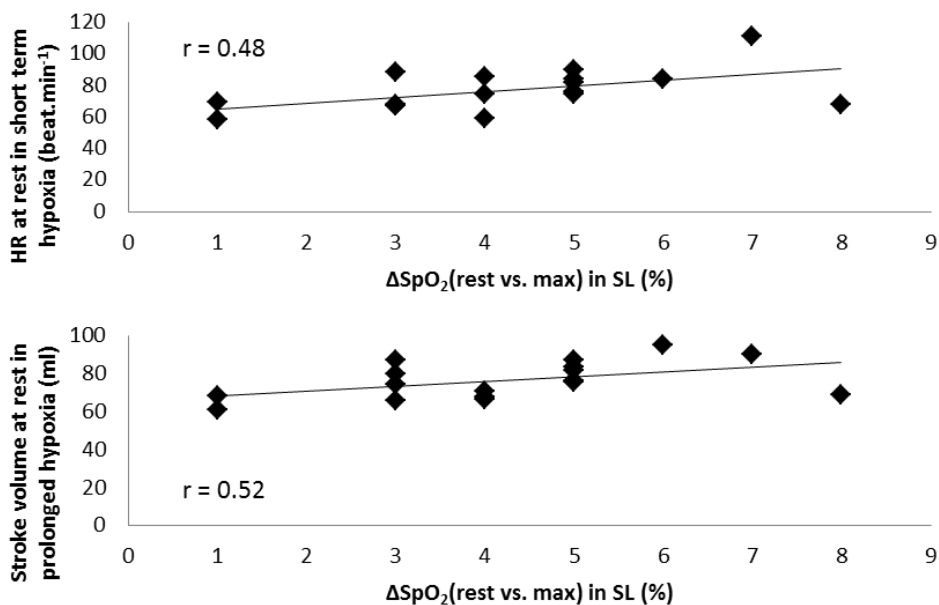 HR at rest in short term
hypoxia (beat.min⁻¹)
120
100
80
60
40
20
0
r = 0.48
0 1 2 3 4 5 6 7 8 9
ΔSpO₂(rest vs. max) in SL (%)
Stroke volume at rest in
prolonged hypoxia (ml)
100
80
60
40
20
0
r = 0.52
0 1 2 3 4 5 6 7 8 9
ΔSpO₂(rest vs. max) in SL (%)